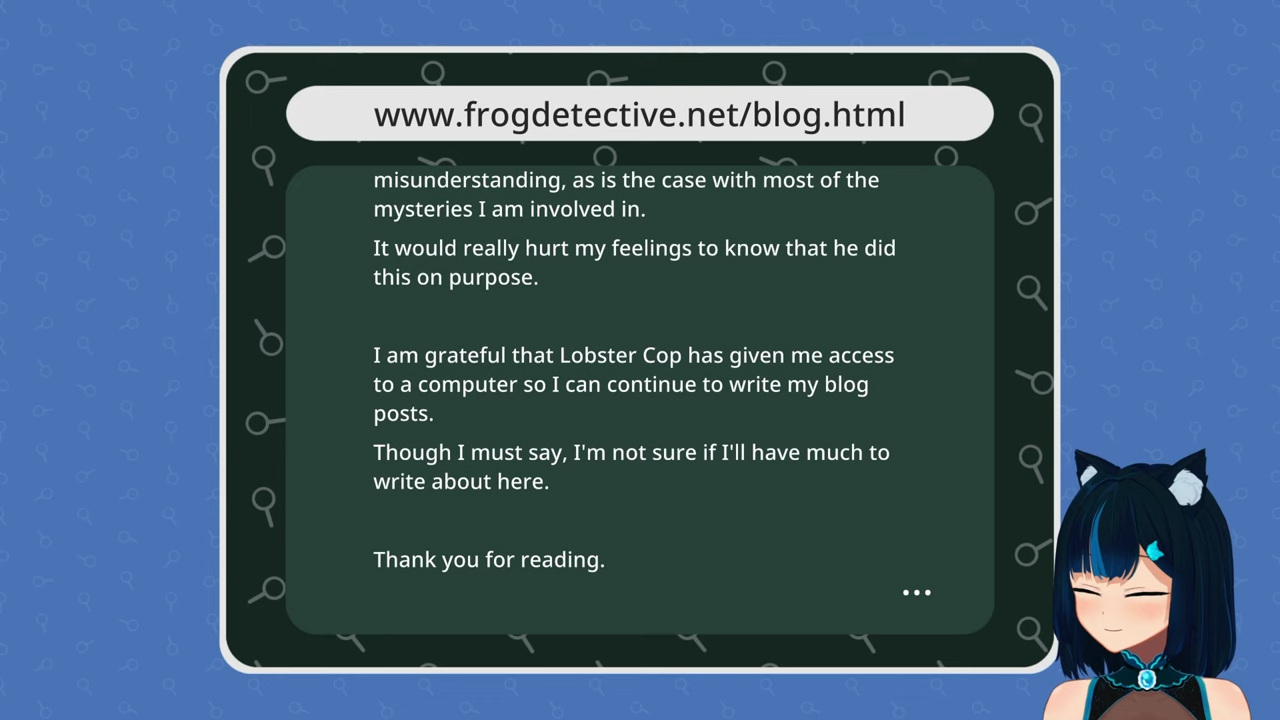 www.frogdetective.net/blog.html
misunderstanding, as is the case with most of the
mysteries I am involved in.
It would really hurt my feelings to know that he did
this on purpose.
I am grateful that Lobster Cop has given me access
to a computer so I can continue to write my blog
posts.
Though I must say, I'm not sure if I'll have much to
write about here.
Thank you for reading.
...